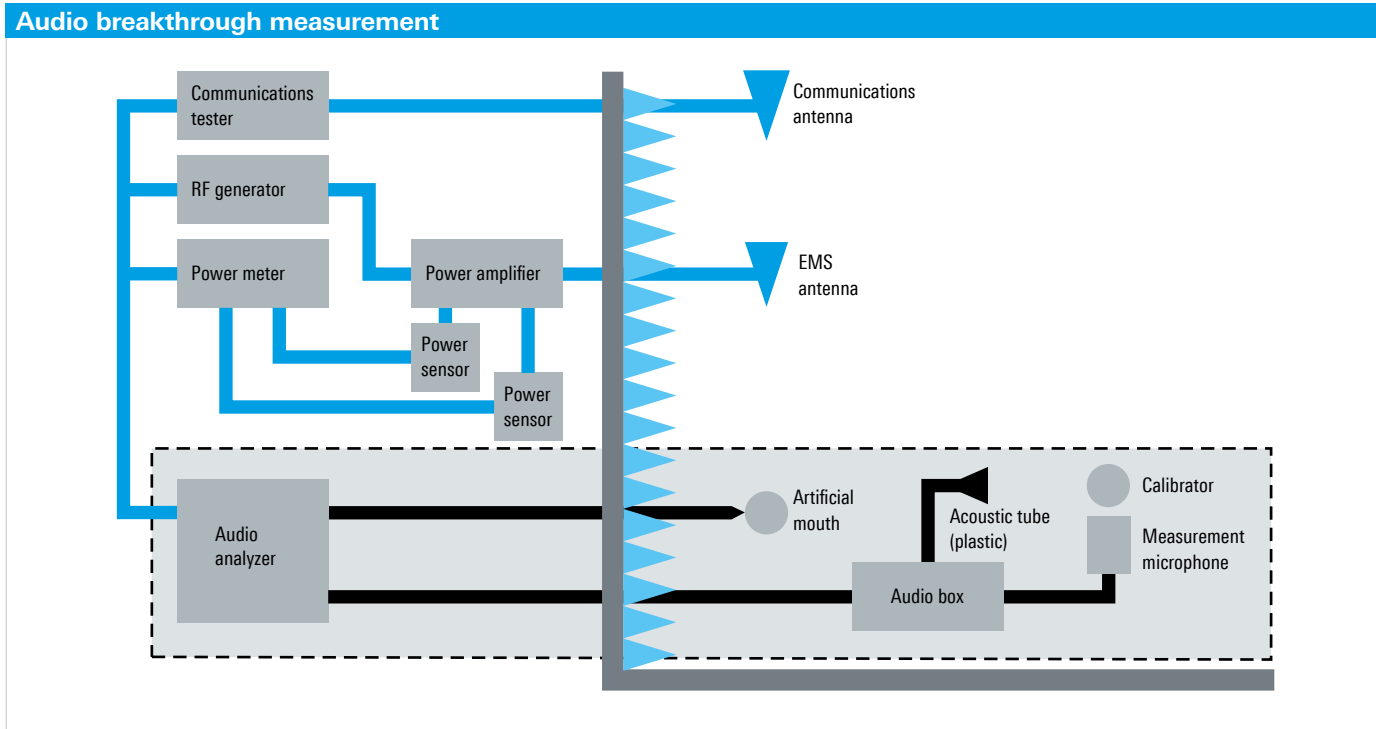 Audio breakthrough measurement
Communications
tester
Communications
antenna
RF generator
Power meter
Power amplifier
EMS
antenna
Power
sensor
Power
sensor
Audio
analyzer
Artificial
mouth
Acoustic tube
(plastic)
Calibrator
Measurement
microphone
Audio box